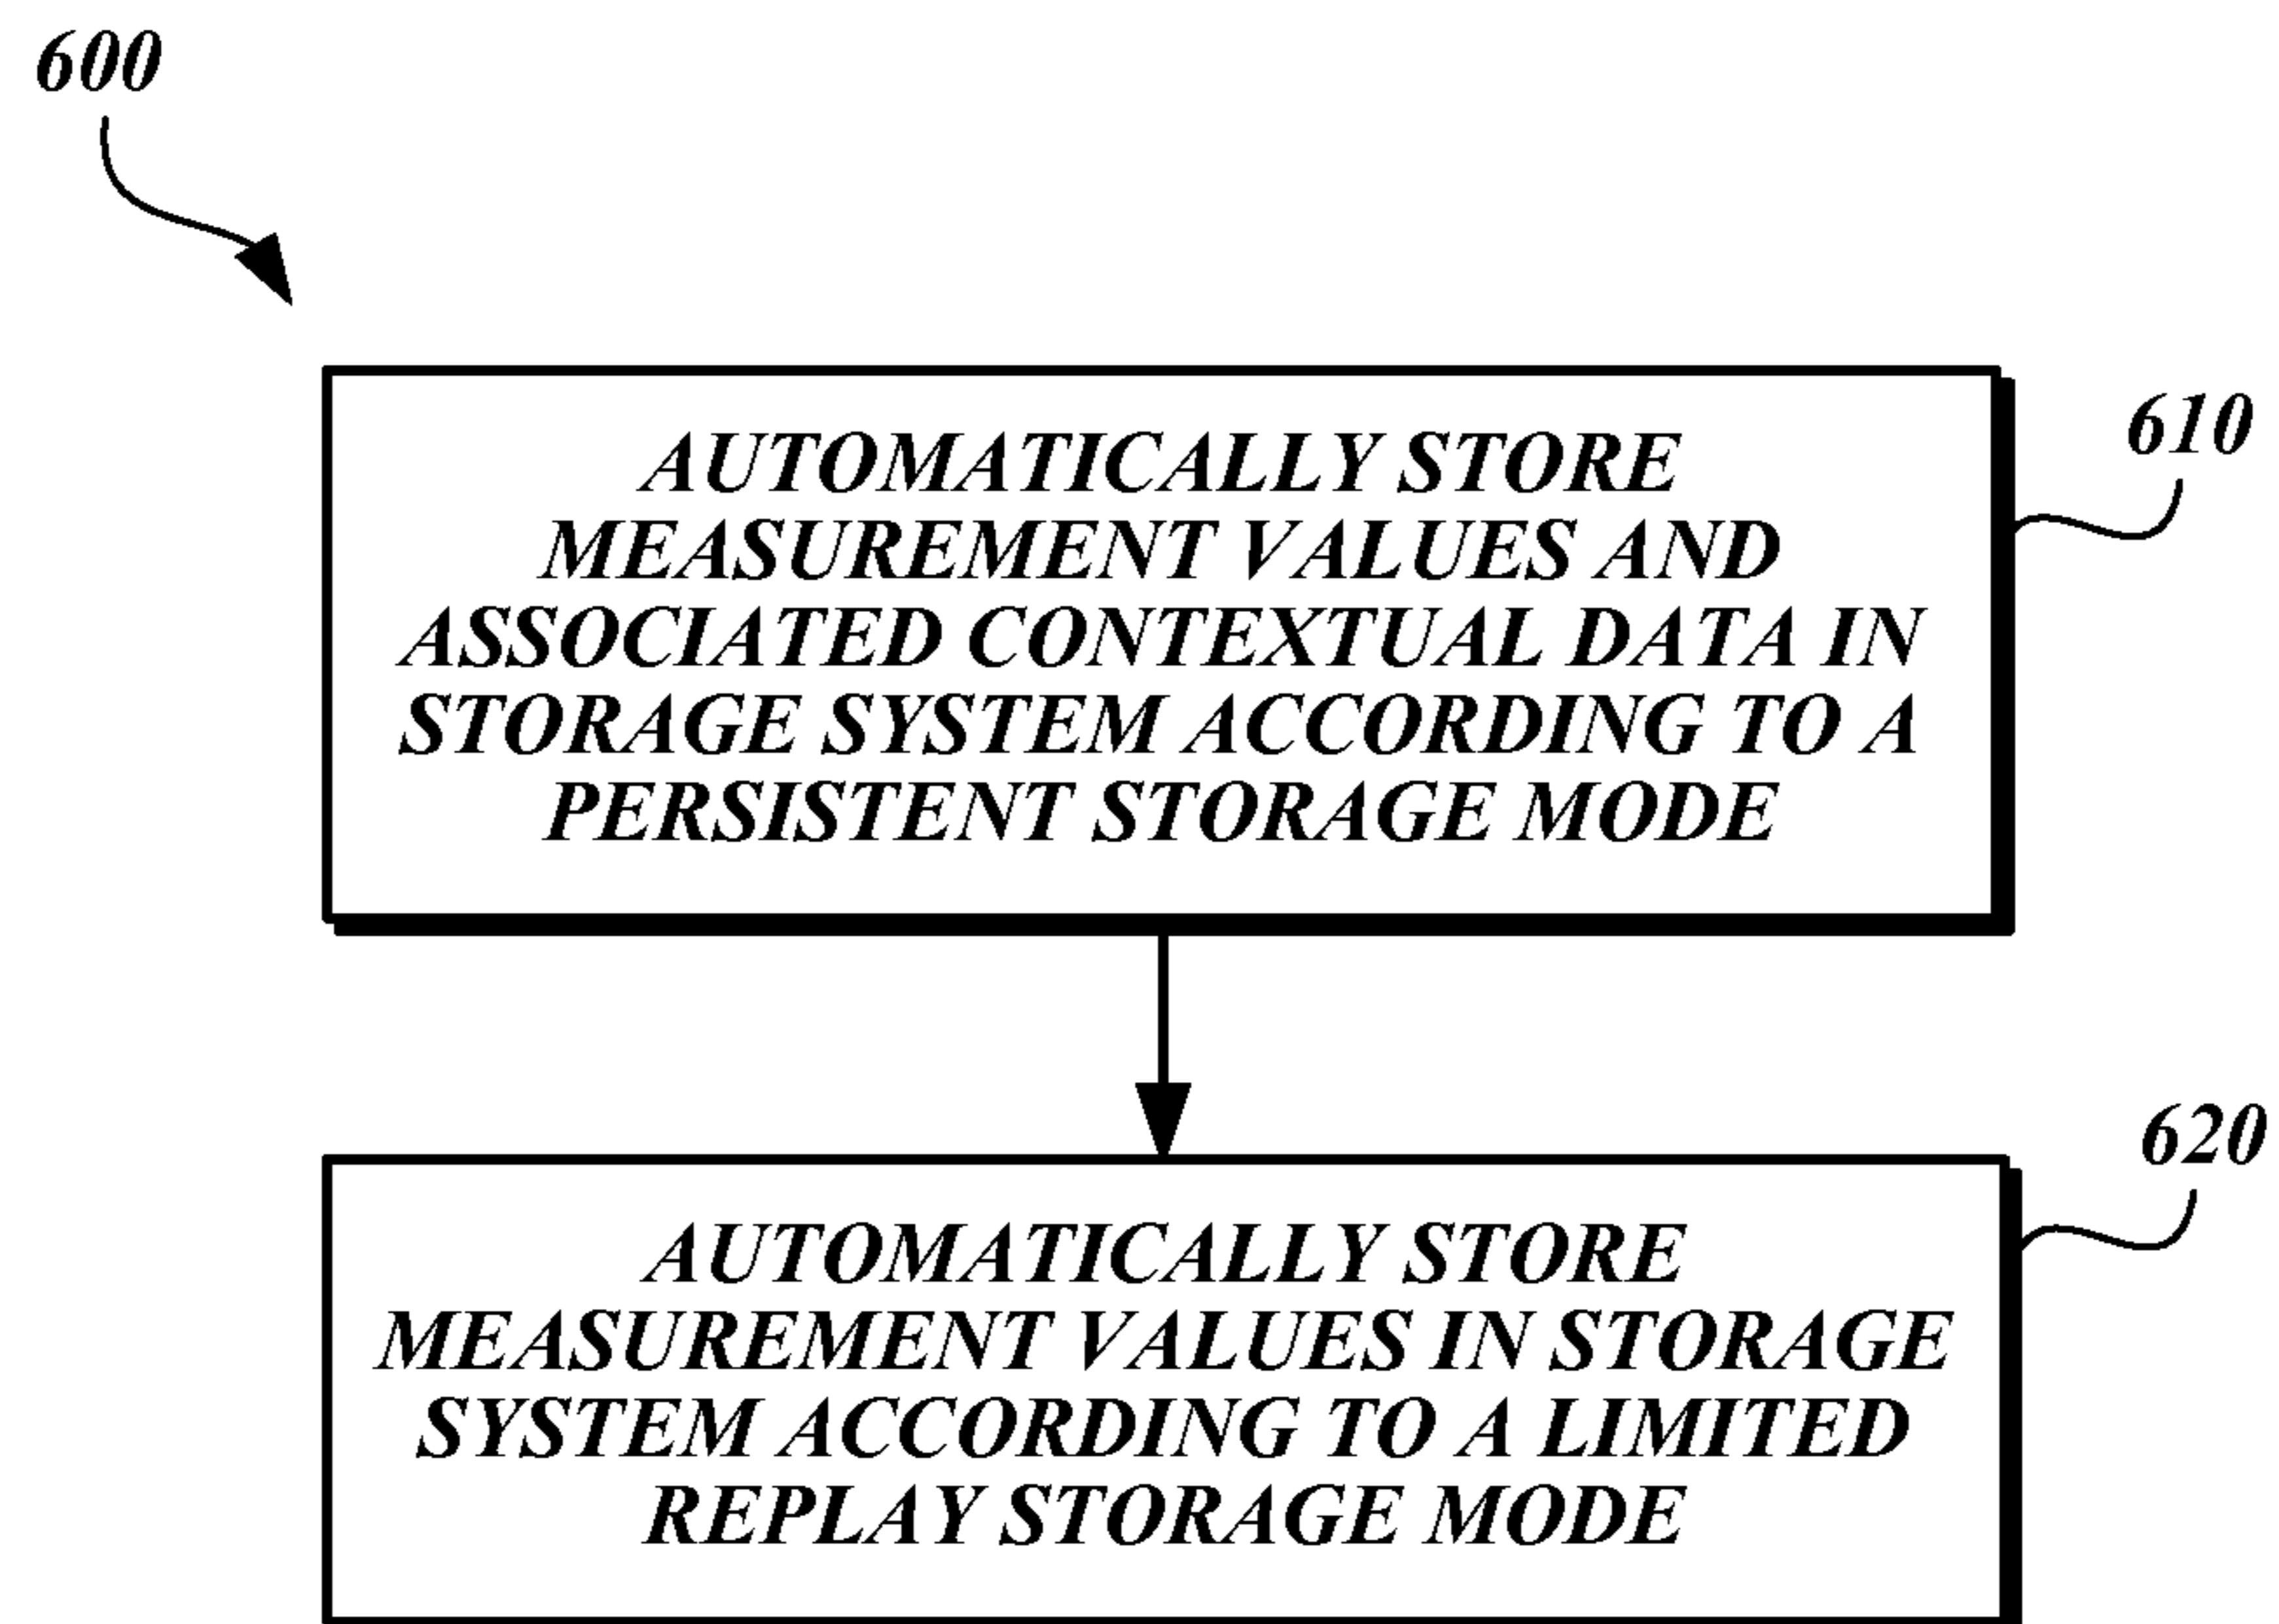 600
AUTOMATICALLY STORE
MEASUREMENT VALUES AND
ASSOCIATED CONTEXTUAL DATA IN
STORAGE SYSTEM ACCORDING TO A
PERSISTENT STORAGE MODE
610
AUTOMATICALLY STORE
MEASUREMENT VALUES IN STORAGE
SYSTEM ACCORDING TO A LIMITED
REPLAY STORAGE MODE
620